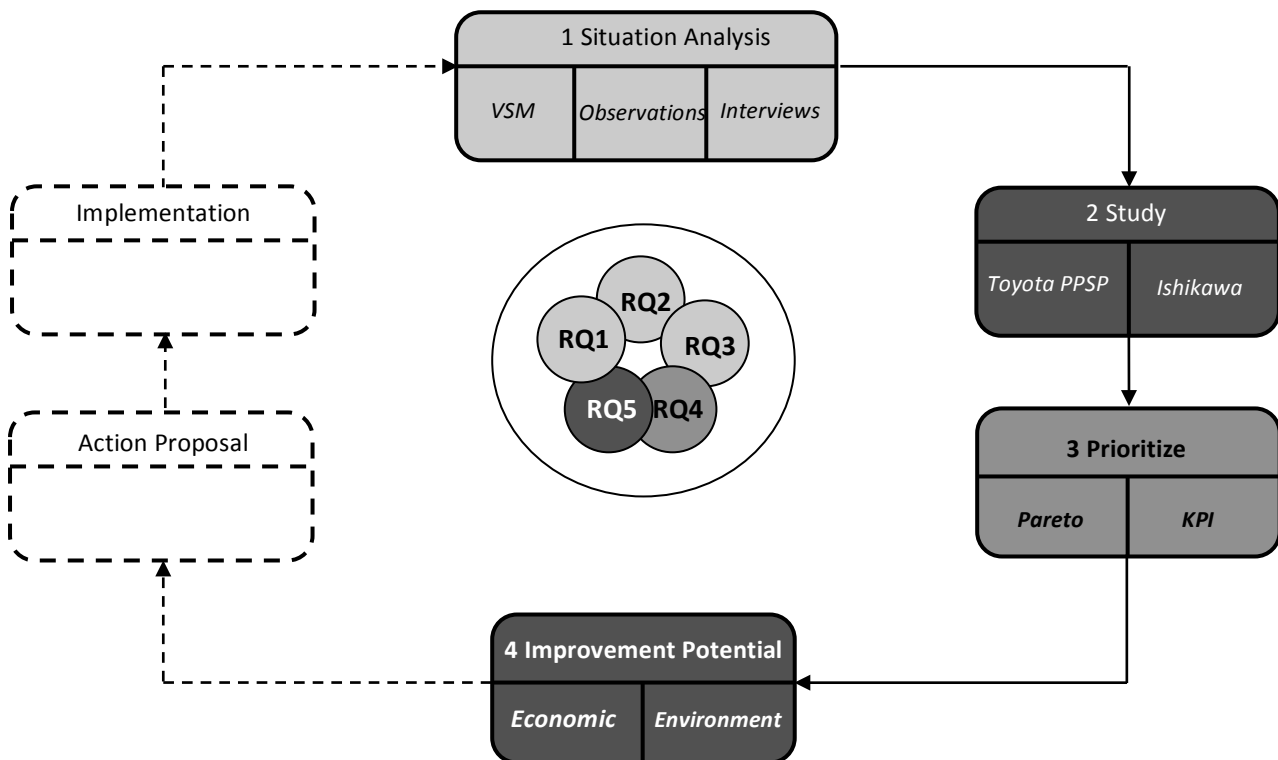 1 Situation Analysis
VSM
Observations
Interviews
Implementation
2 Study
Toyota PPSP
Ishikawa
RQ2
RQ1
RQ3
RQ5
RQ4
Action Proposal
3 Prioritize
Pareto
KPI
4 Improvement Potential
Economic
Environment